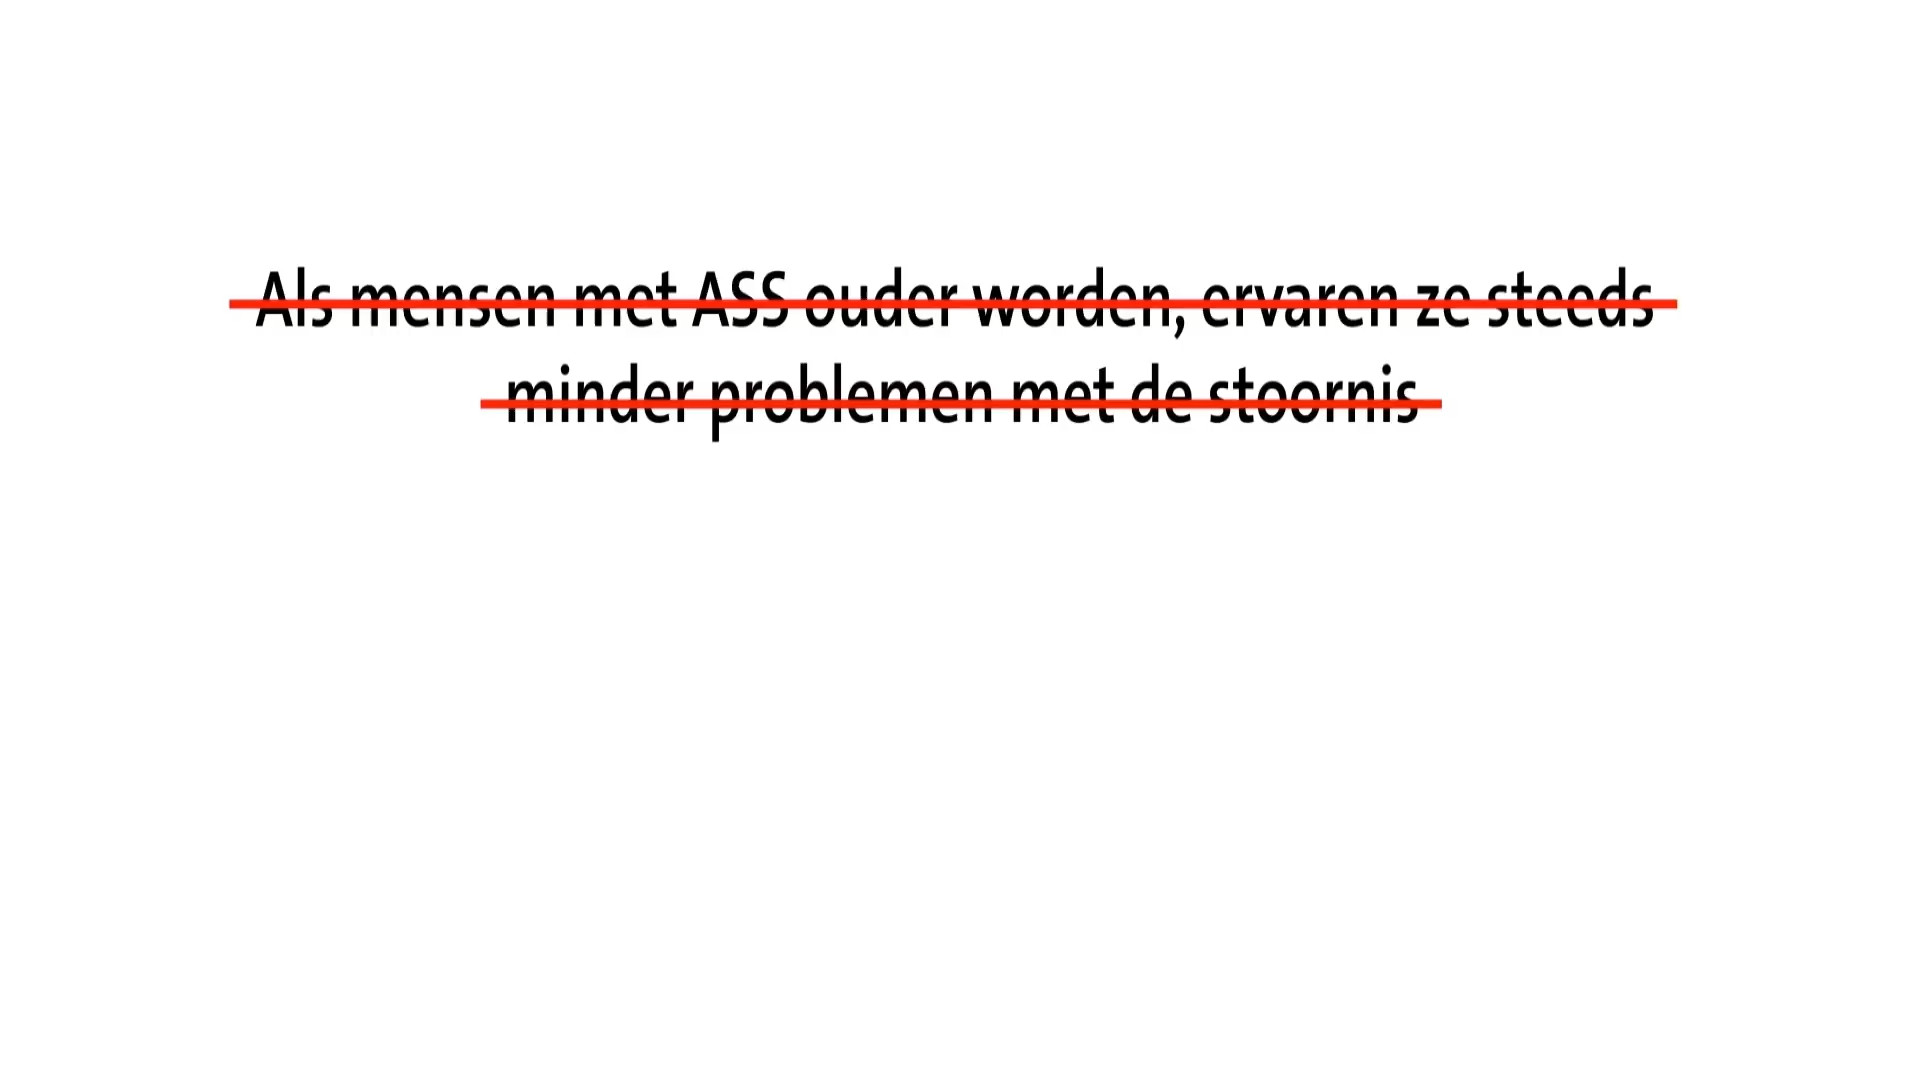 Als mensen met ASS ouder worden, ervaren ze steeds
minder problemen met de stoornis